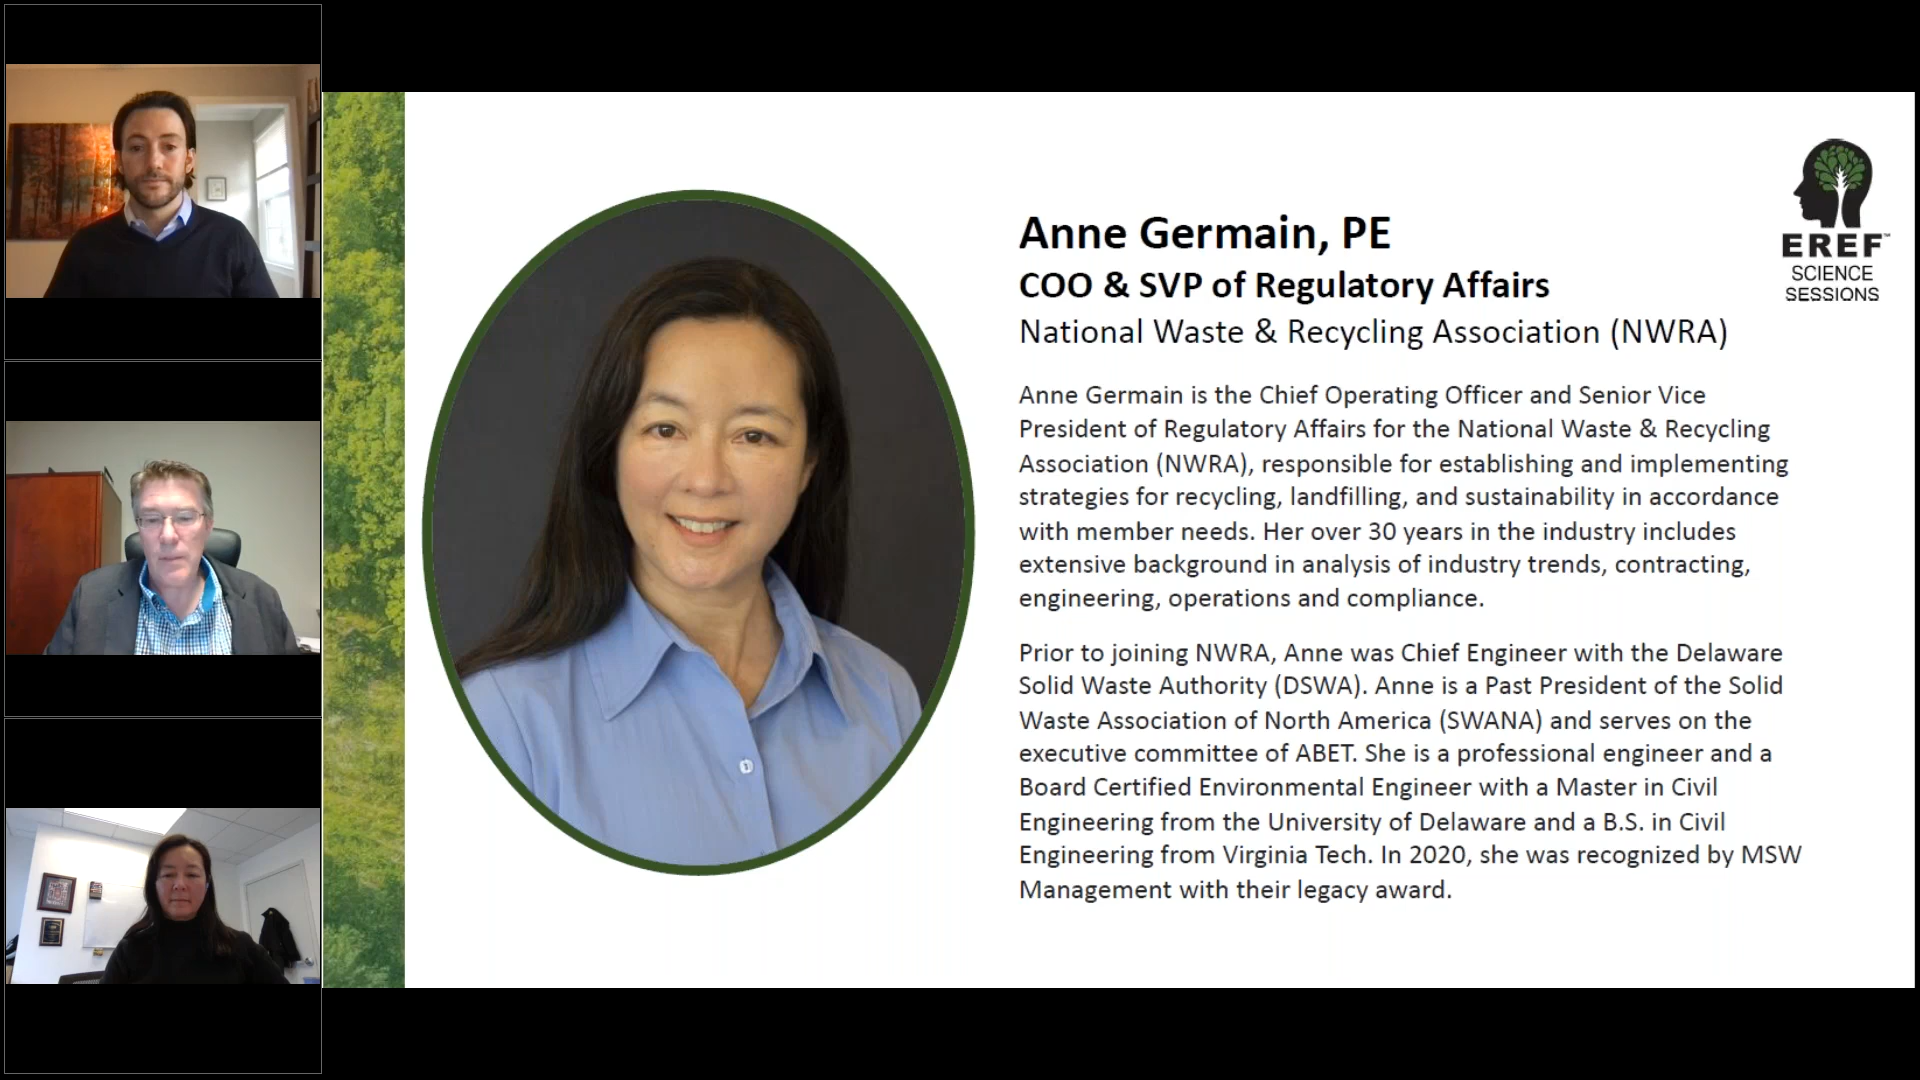 Anne Germain, PE
COO & SVP of Regulatory Affairs
National Waste & Recycling Association (NWRA)
EREF™
SCIENCE
SESSIONS
Anne Germain is the Chief Operating Officer and Senior Vice
President of Regulatory Affairs for the National Waste & Recycling
Association (NWRA), responsible for establishing and implementing
strategies for recycling, landfilling, and sustainability in accordance
with member needs. Her over 30 years in the industry includes
extensive background in analysis of industry trends, contracting,
engineering, operations and compliance.
Prior to joining NWRA, Anne was Chief Engineer with the Delaware
Solid Waste Authority (DSWA). Anne is a Past President of the Solid
Waste Association of North America (SWANA) and serves on the
executive committee of ABET. She is a professional engineer and a
Board Certified Environmental Engineer with a Master in Civil
Engineering from the University of Delaware and a B.S. in Civil
Engineering from Virginia Tech. In 2020, she was recognized by MSW
Management with their legacy award.